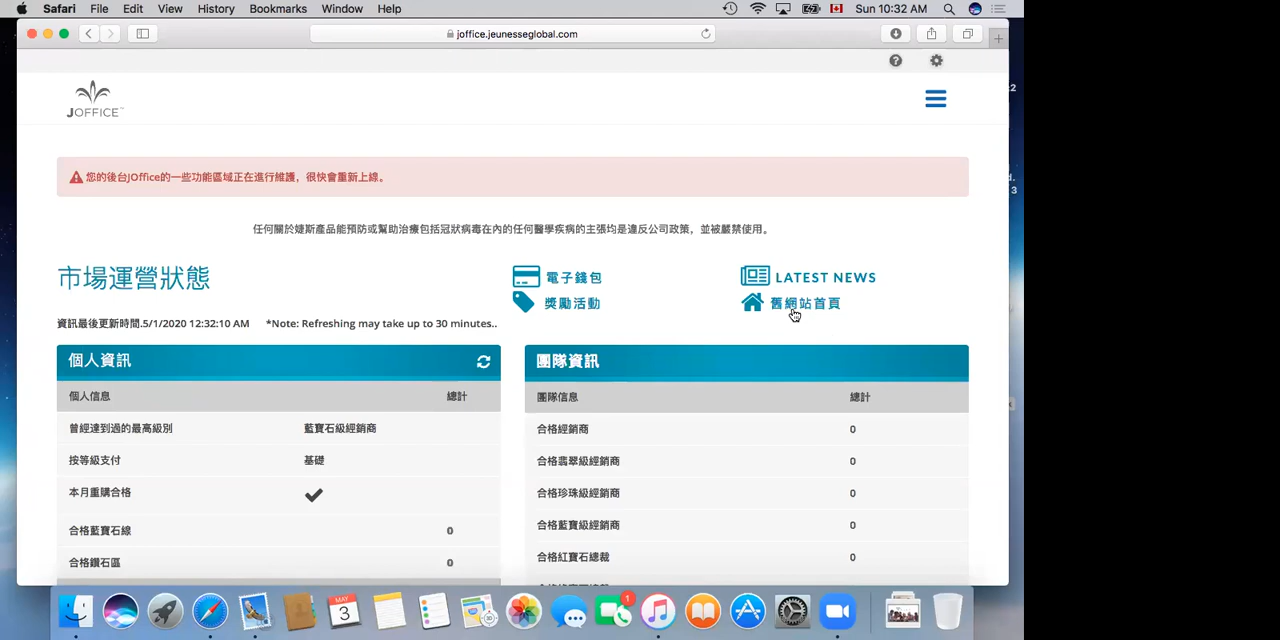 Safari File Edit View History Bookmarks Window Help Sun 10:32 AM
joffice.jeunesseglobal.com
JOFFICE™
您的後台JOffice的一些功能區域正在進行維護，很快會重新上線。
任何關於婕斯產品能預防或幫助治療包括冠狀病毒在內的任何醫學疾病的主張均是違反公司政策，並被嚴禁使用。
市場運營狀態
電子錢包 LATEST NEWS
獎勵活動 舊網站首頁
資訊最後更新時間.5/1/2020 12:32:10 AM *Note: Refreshing may take up to 30 minutes..
個人資訊
個人信息 總計
曾經達到過的最高級別 藍寶石級經銷商
按等級支付 基礎
本月重購合格
合格藍寶石線 0
合格鑽石區 0
團隊資訊
團隊信息 總計
合格經銷商 0
合格翡翠級經銷商 0
合格珍珠級經銷商 0
合格藍寶級經銷商 0
合格紅寶石總裁 0
MAY
3
1